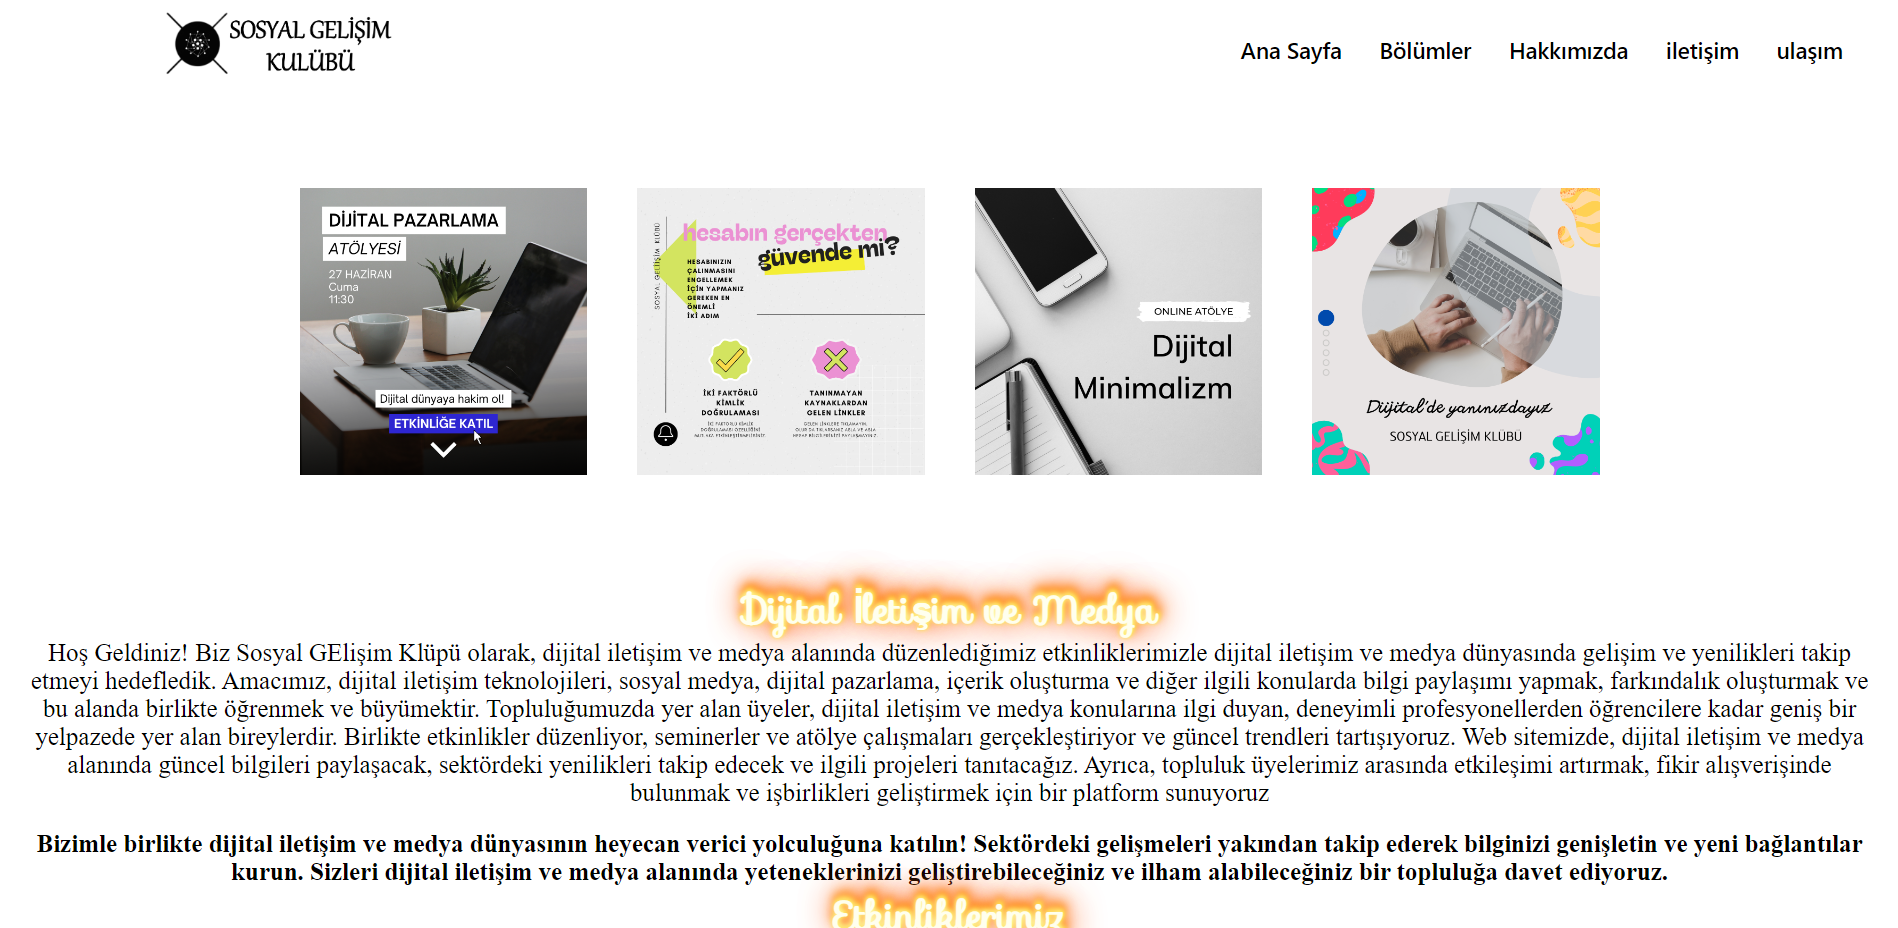 SOSYAL GELİŞİM
KULÜBÜ
Ana Sayfa Bölümler Hakkımızda iletişim ulaşım
DİJİTAL PAZARLAMA
ATÖLYESİ
27 HAZİRAN
Cuma
11:30
Dijital dünyaya hakim ol!
ETKİNLİĞE KATIL
hesabın gerçekten
güvende mi?
HESABINIZIN
ÇALINMASINI
ENGELLEMEK
İÇİN YAPMANIZ
GEREKEN EN
ÖNEMLİ
İKİ ADIM
İKİ FAKTÖRLÜ
KİMLİK
DOĞRULAMASI
TANINMAYAN
KAYNAKLARDAN
GELEN LİNKLER
ONLINE ATÖLYE
Dijital
Minimalizm
SOSYAL GELİŞİM KLÜBÜ
Dijital İletişim ve Medya
Hoş Geldiniz! Biz Sosyal GElişim Klüpü olarak, dijital iletişim ve medya alanında düzenlediğimiz etkinliklerimizle dijital iletişim ve medya dünyasında gelişim ve yenilikleri takip
etmeyi hedefledik. Amacımız, dijital iletişim teknolojileri, sosyal medya, dijital pazarlama, içerik oluşturma ve diğer ilgili konularda bilgi paylaşımı yapmak, farkındalık oluşturmak ve
bu alanda birlikte öğrenmek ve büyümektir. Topluluğumuzda yer alan üyeler, dijital iletişim ve medya konularına ilgi duyan, deneyimli profesyonellerden öğrencilere kadar geniş bir
yelpazede yer alan bireylerdir. Birlikte etkinlikler düzenliyor, seminerler ve atölye çalışmaları gerçekleştiriyor ve güncel trendleri tartışıyoruz. Web sitemizde, dijital iletişim ve medya
alanında güncel bilgileri paylaşacak, sektördeki yenilikleri takip edecek ve ilgili projeleri tanıtacağız. Ayrıca, topluluk üyelerimiz arasında etkileşimi artırmak, fikir alışverişinde
bulunmak ve işbirlikleri geliştirmek için bir platform sunuyoruz
Bizimle birlikte dijital iletişim ve medya dünyasının heyecan verici yolculuğuna katılın! Sektördeki gelişmeleri yakından takip ederek bilginizi genişletin ve yeni bağlantılar
kurun. Sizleri dijital iletişim ve medya alanında yeteneklerinizi geliştirebileceğiniz ve ilham alabileceğiniz bir topluluğa davet ediyoruz.
Etkinliklerimiz